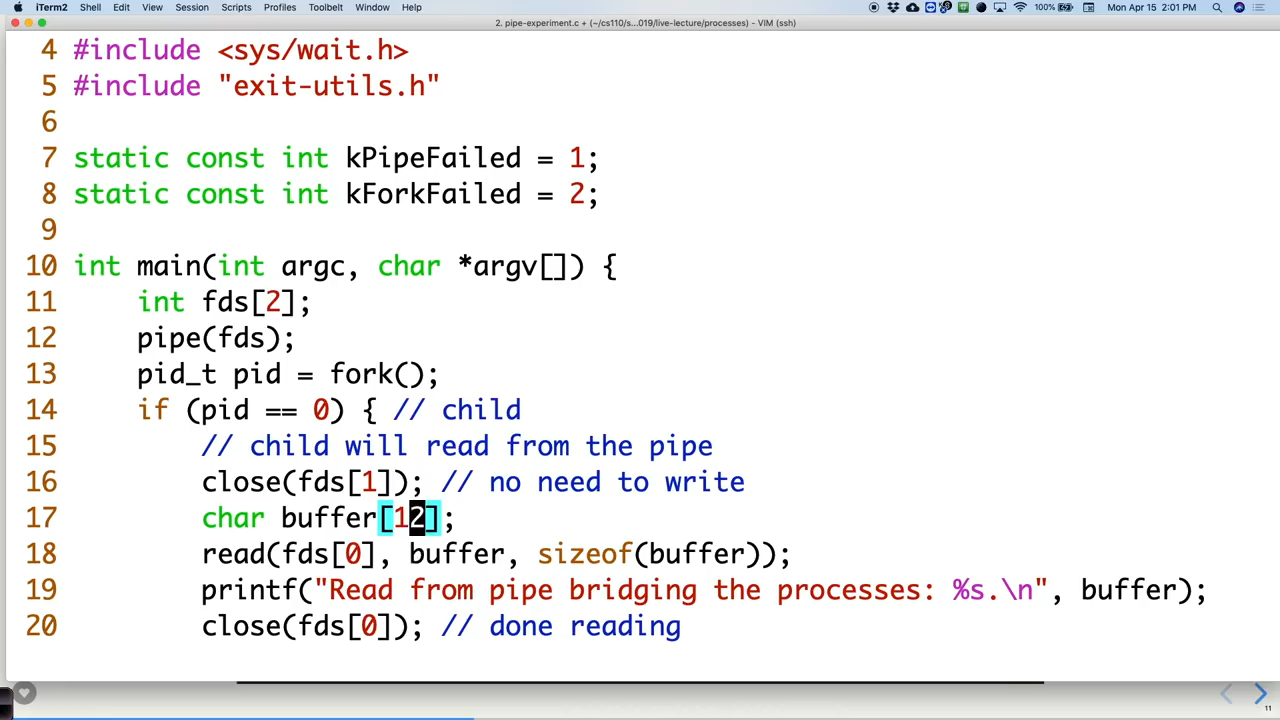 iTerm2 Shell Edit View Session Scripts Profiles Toolbelt Window Help 100% Mon Apr 15 2:01 PM
2. pipe-experiment.c + (~/cs110/s...019/live-lecture/processes) - VIM (ssh)
4 #include <sys/wait.h>
5 #include "exit-utils.h"
6
7 static const int kPipeFailed = 1;
8 static const int kForkFailed = 2;
9
10 int main(int argc, char *argv[]) {
11 int fds[2];
12 pipe(fds);
13 pid_t pid = fork();
14 if (pid == 0) { // child
15 // child will read from the pipe
16 close(fds[1]); // no need to write
17 char buffer[12];
18 read(fds[0], buffer, sizeof(buffer));
19 printf("Read from pipe bridging the processes: %s.\n", buffer);
20 close(fds[0]); // done reading
11